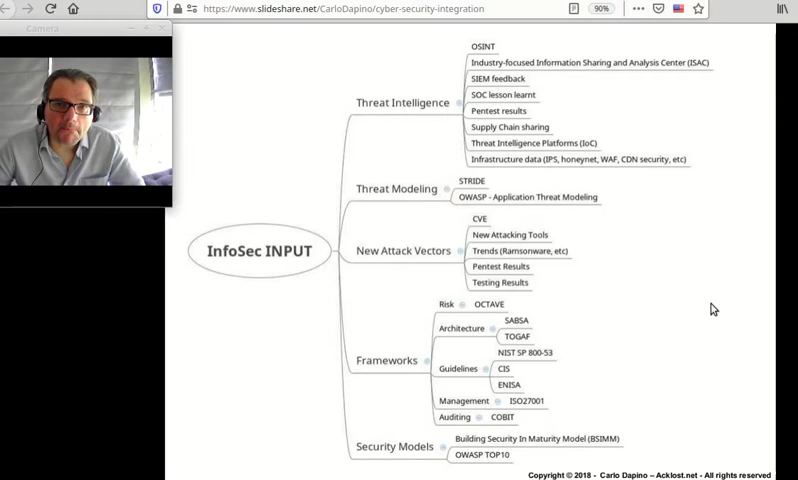 https://www.slideshare.net/CarloDapino/cyber-security-integration
90%
Camera
InfoSec INPUT
Threat Intelligence
OSINT
Industry-focused Information Sharing and Analysis Center (ISAC)
SIEM feedback
SOC lesson learnt
Pentest results
Supply Chain sharing
Threat Intelligence Platforms (IoC)
Infrastructure data (IPS, honeynet, WAF, CDN security, etc)
Threat Modeling
STRIDE
OWASP - Application Threat Modeling
New Attack Vectors
CVE
New Attacking Tools
Trends (Ramsonware, etc)
Pentest Results
Testing Results
Frameworks
Risk
OCTAVE
Architecture
SABSA
TOGAF
Guidelines
NIST SP 800-53
CIS
ENISA
Management
ISO27001
Auditing
COBIT
Security Models
Building Security In Maturity Model (BSIMM)
OWASP TOP10
Copyright © 2018 - Carlo Dapino – Acklost.net - All rights reserved